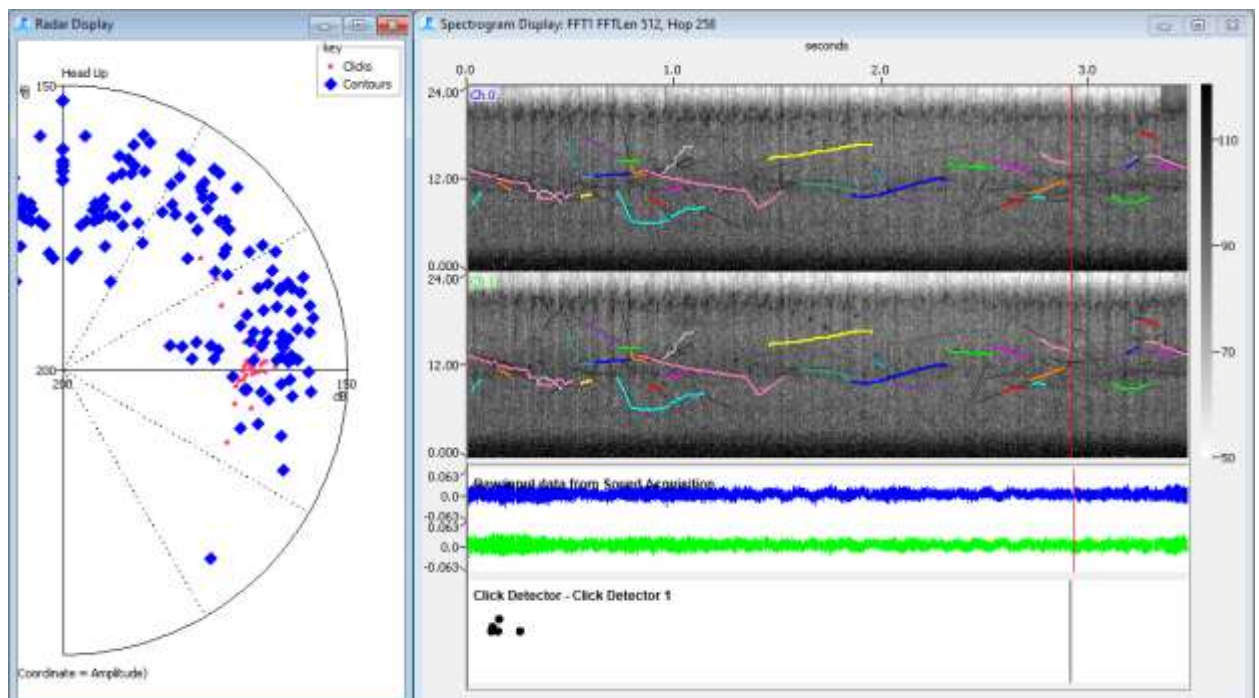 Radar Display
key
Clicks
Contours
Head Up
150
200
200
150
dB
Coordinate = Amplitude)
Spectrogram Display: FFT1 FFTLen 512, Hop 256
seconds
0.0
1.0
2.0
3.0
24.00
Ch 0
12.00
0.000
24.00
12.00
0.000
110
90
70
50
0.063
0.0
-0.063
0.063
0.0
-0.063
Raw input data from Sound Acquisition
Click Detector - Click Detector 1